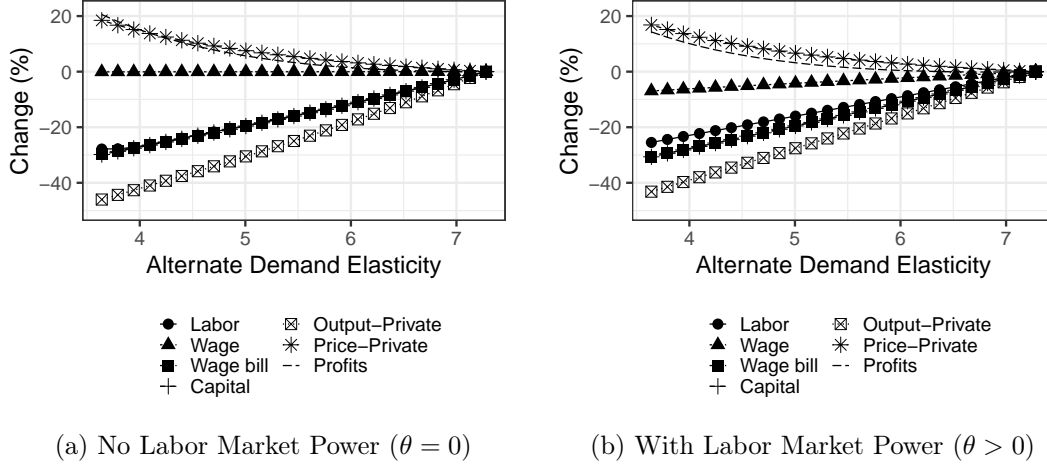 20
0
−20
−40
Change (%)
4 5 6 7
Alternate Demand Elasticity
Labor
Wage
Wage bill
Capital
Output−Private
Price−Private
Profits
(a) No Labor Market Power (θ = 0)
20
0
−20
−40
Change (%)
4 5 6 7
Alternate Demand Elasticity
Labor
Wage
Wage bill
Capital
Output−Private
Price−Private
Profits
(b) With Labor Market Power (θ > 0)